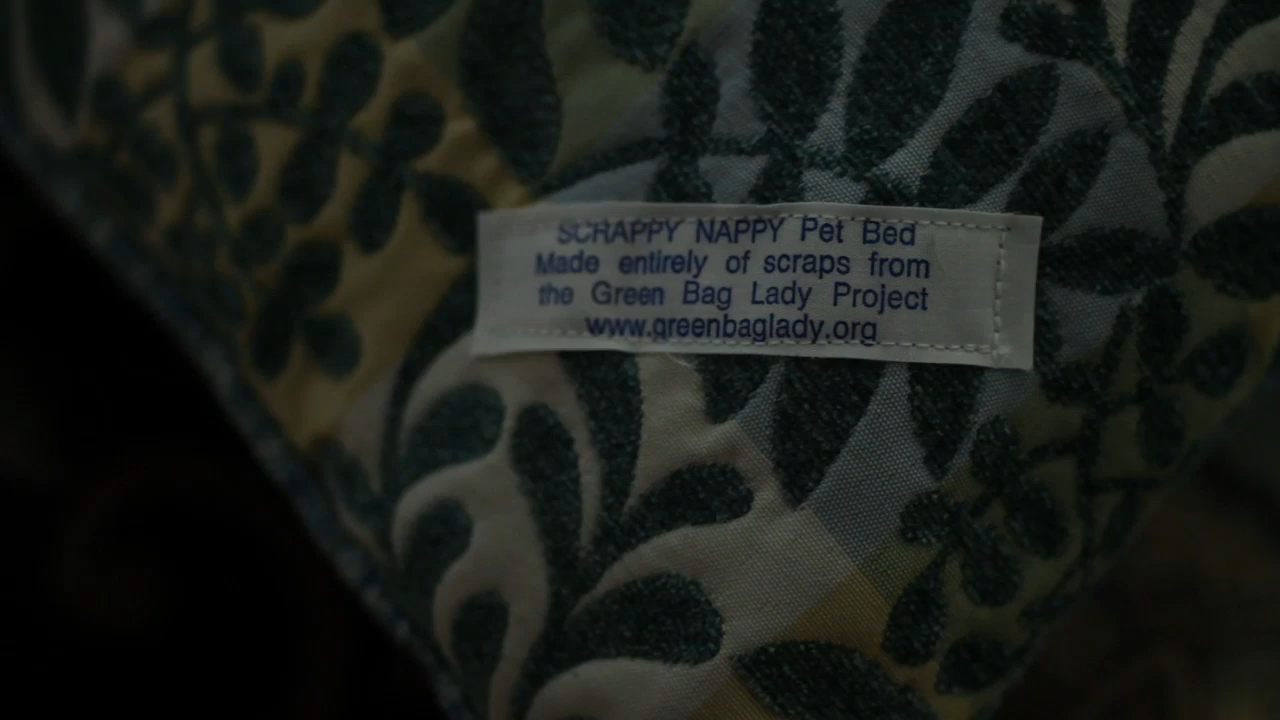 SCRAPPY NAPPY Pet Bed
Made entirely of scraps from
the Green Bag Lady Project
www.greenbaglady.org